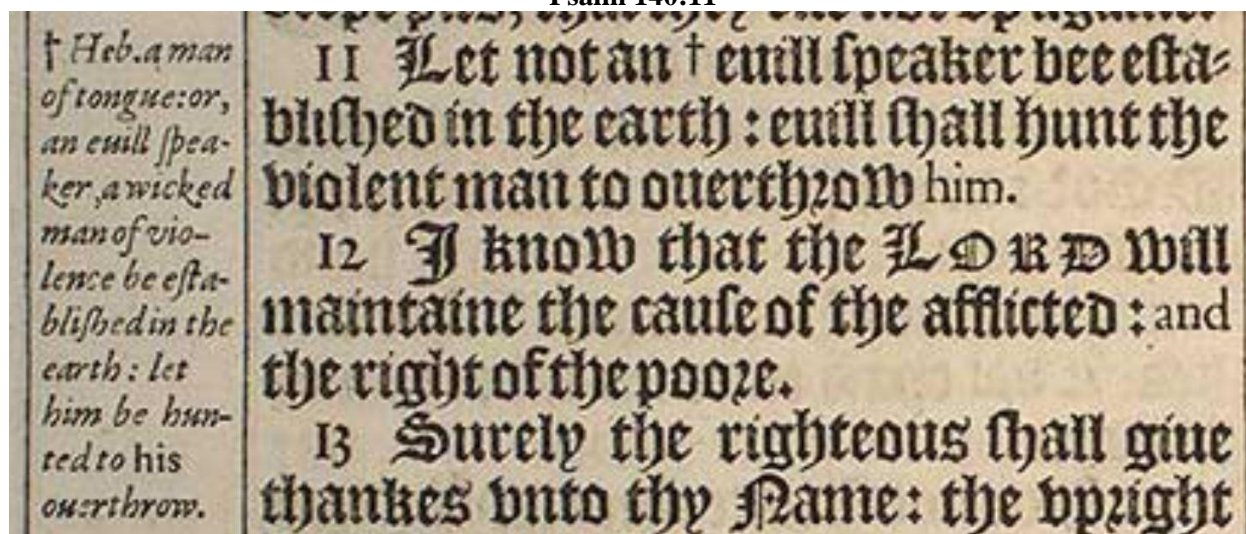 Psalm 140:11
† Heb. a man
of tongue: or,
an euill ſpea-
ker, a wicked
man of vio-
lence be eſta-
bliſhed in the
earth: let
him be hun-
ted to his
ouerthrow.
11 Let not an † euill ſpeaker bee eſta-
bliſhed in the earth: euill ſhall hunt the
violent man to ouerthꝛow him.
12 I know that the LORD will
maintaine the cauſe of the afflicted: and
the right of the pooꝛe.
13 Surely the righteous ſhall giue
thankes vnto thy Name: the vpꝛight